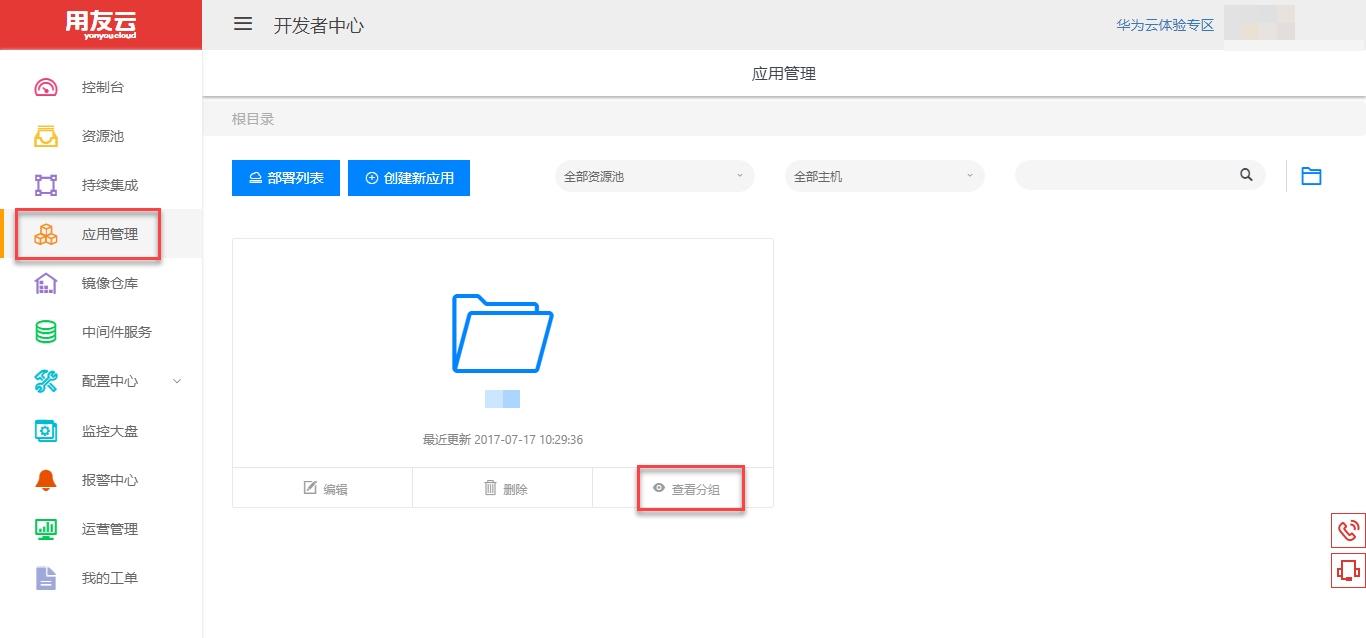 用友云
yonyoucloud
开发者中心
华为云体验专区
控制台
资源池
持续集成
应用管理
镜像仓库
中间件服务
配置中心
监控大盘
报警中心
运营管理
我的工单
应用管理
根目录
部署列表
创建新应用
全部资源池
全部主机
最近更新 2017-07-17 10:29:36
编辑
删除
查看分组